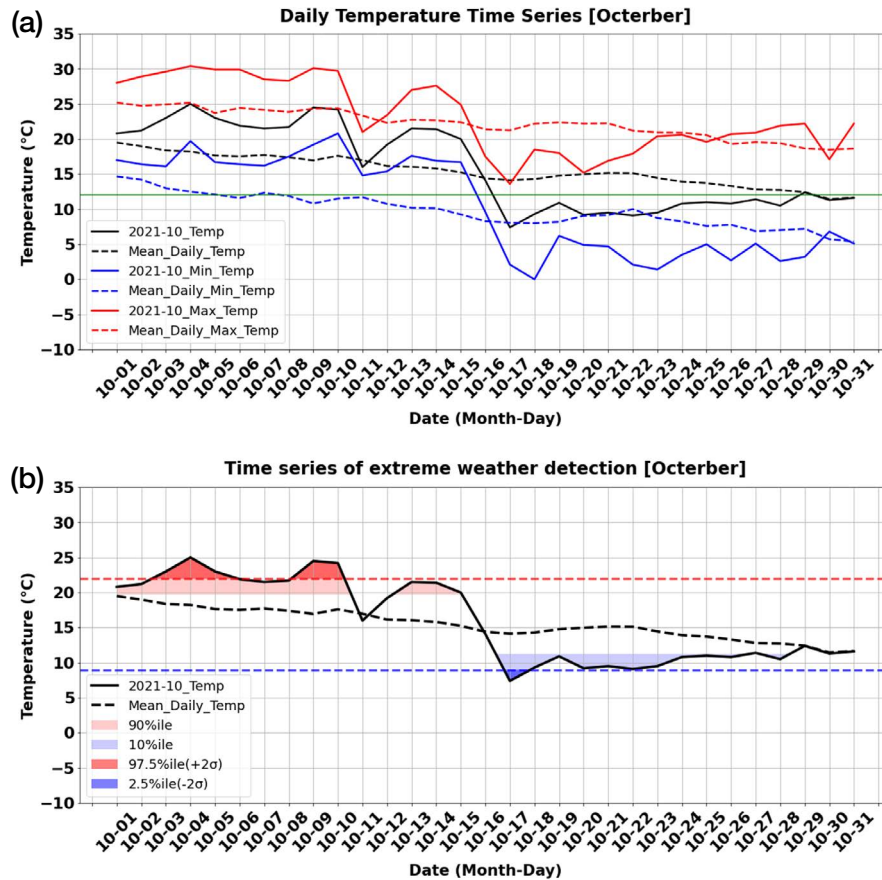 (a)
Daily Temperature Time Series [Octerber]
35
30
25
20
15
10
5
0
−5
−10
Temperature (°C)
2021-10_Temp
Mean_Daily_Temp
2021-10_Min_Temp
Mean_Daily_Min_Temp
2021-10_Max_Temp
Mean_Daily_Max_Temp
10-01 10-02 10-03 10-04 10-05 10-06 10-07 10-08 10-09 10-10 10-11 10-12 10-13 10-14 10-15 10-16 10-17 10-18 10-19 10-20 10-21 10-22 10-23 10-24 10-25 10-26 10-27 10-28 10-29 10-30 10-31
Date (Month-Day)
(b)
Time series of extreme weather detection [Octerber]
35
30
25
20
15
10
5
0
−5
−10
Temperature (°C)
2021-10_Temp
Mean_Daily_Temp
90%ile
10%ile
97.5%ile(+2σ)
2.5%ile(-2σ)
10-01 10-02 10-03 10-04 10-05 10-06 10-07 10-08 10-09 10-10 10-11 10-12 10-13 10-14 10-15 10-16 10-17 10-18 10-19 10-20 10-21 10-22 10-23 10-24 10-25 10-26 10-27 10-28 10-29 10-30 10-31
Date (Month-Day)